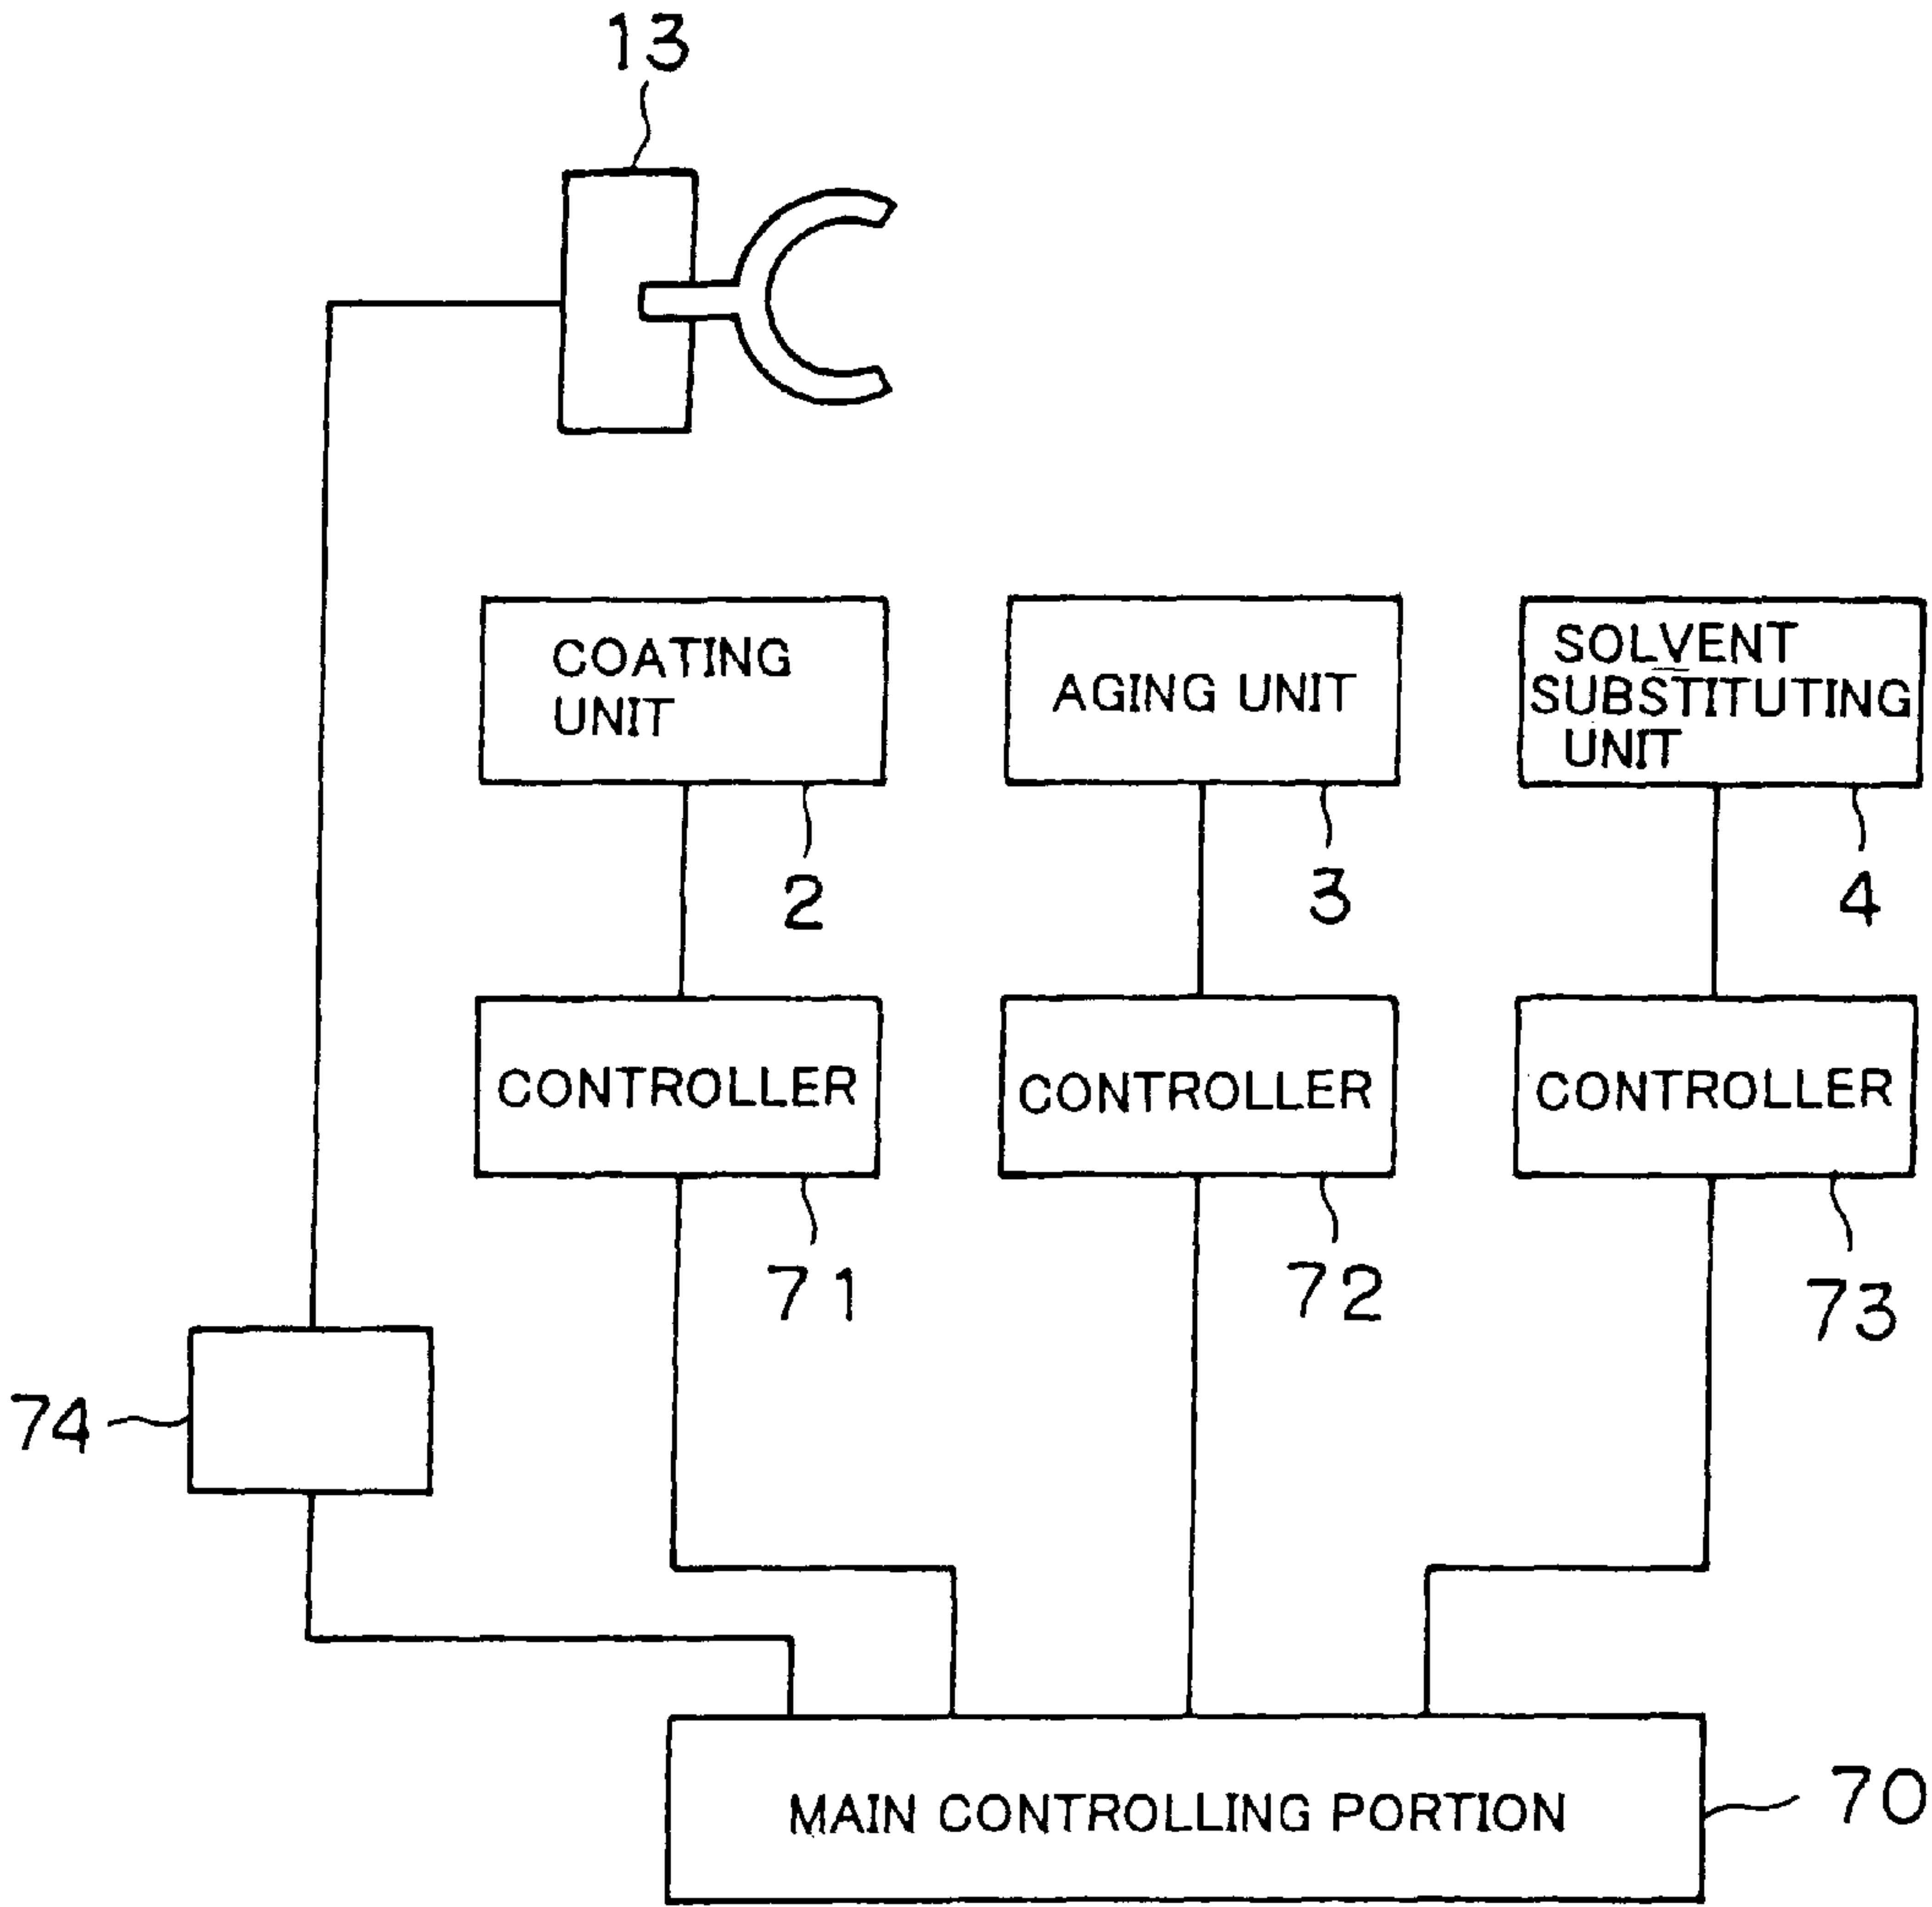 13
COATING
UNIT
AGING UNIT
SOLVENT
SUBSTITUTING
UNIT
2
3
4
CONTROLLER
CONTROLLER
CONTROLLER
71
72
73
74
MAIN CONTROLLING PORTION
70